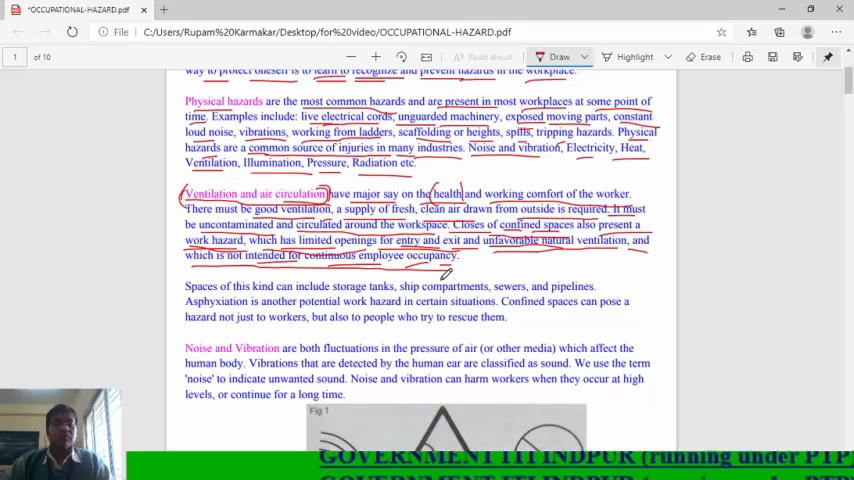 *OCCUPATIONAL-HAZARD.pdf
File
C:/Users/Rupam%20Karmakar/Desktop/for%20video/OCCUPATIONAL-HAZARD.pdf
1 of 10
Read aloud
Draw
Highlight
Erase
way to protect oneself is to learn to recognize and prevent hazards in the workplace.
Physical hazards are the most common hazards and are present in most workplaces at some point of
time. Examples include: live electrical cords, unguarded machinery, exposed moving parts, constant
loud noise, vibrations, working from ladders, scaffolding or heights, spills, tripping hazards. Physical
hazards are a common source of injuries in many industries. Noise and vibration, Electricity, Heat,
Ventilation, Illumination, Pressure, Radiation etc.
Ventilation and air circulation have major say on the health and working comfort of the worker.
There must be good ventilation, a supply of fresh, clean air drawn from outside is required. It must
be uncontaminated and circulated around the workspace. Closes of confined spaces also present a
work hazard, which has limited openings for entry and exit and unfavorable natural ventilation, and
which is not intended for continuous employee occupancy.
Spaces of this kind can include storage tanks, ship compartments, sewers, and pipelines.
Asphyxiation is another potential work hazard in certain situations. Confined spaces can pose a
hazard not just to workers, but also to people who try to rescue them.
Noise and Vibration are both fluctuations in the pressure of air (or other media) which affect the
human body. Vibrations that are detected by the human ear are classified as sound. We use the term
'noise' to indicate unwanted sound. Noise and vibration can harm workers when they occur at high
levels, or continue for a long time.
Fig 1
GOVERNMENT ITI INDPUR (running under PTP)